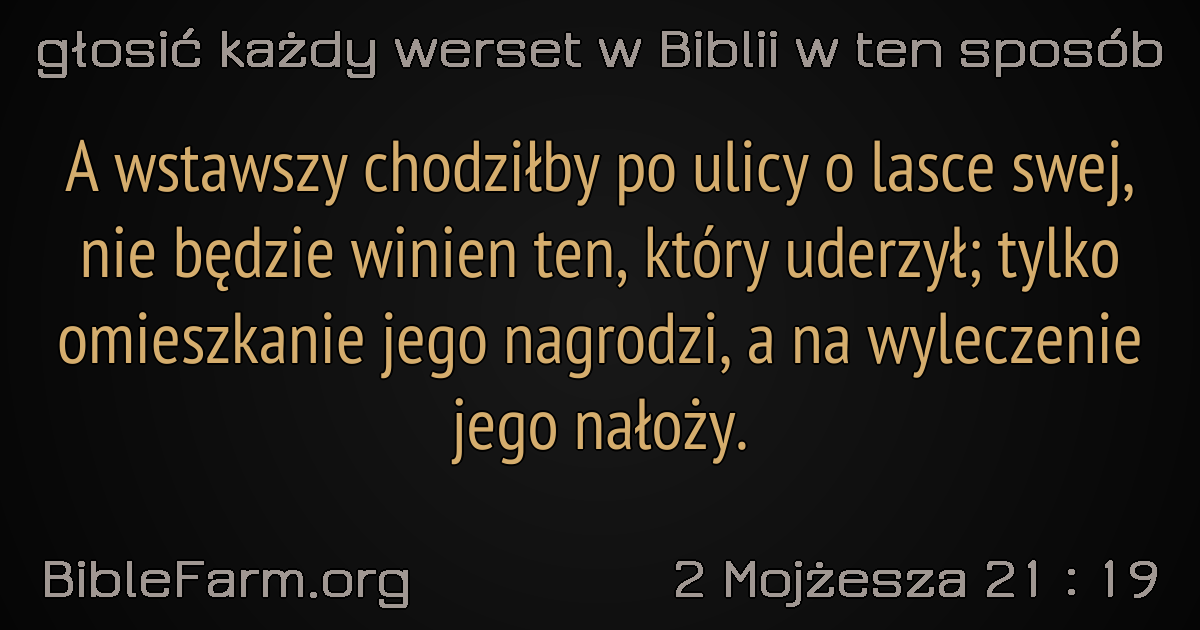 głosić każdy werset w Biblii w ten sposób
A wstawszy chodziłby po ulicy o lasce swej,
nie będzie winien ten, który uderzył; tylko
omieszkanie jego nagrodzi, a na wyleczenie
jego nałoży.
BibleFarm.org
2 Mojżesza 21 : 19